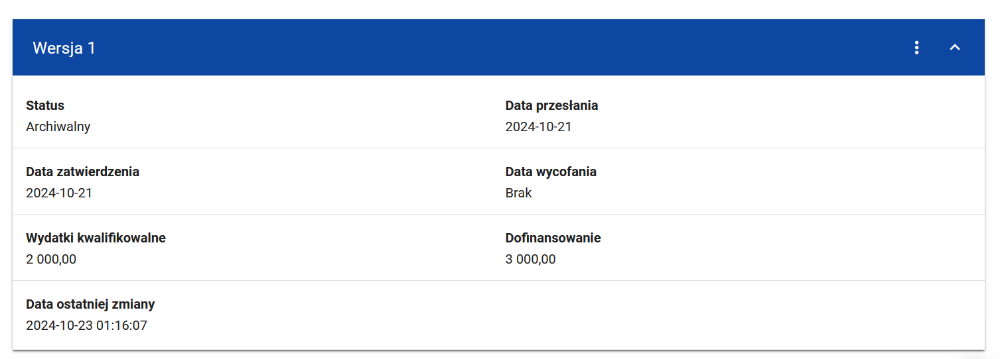 Wersja 1
Status
Archiwalny
Data przesłania
2024-10-21
Data zatwierdzenia
2024-10-21
Data wycofania
Brak
Wydatki kwalifikowalne
2 000,00
Dofinansowanie
3 000,00
Data ostatniej zmiany
2024-10-23 01:16:07